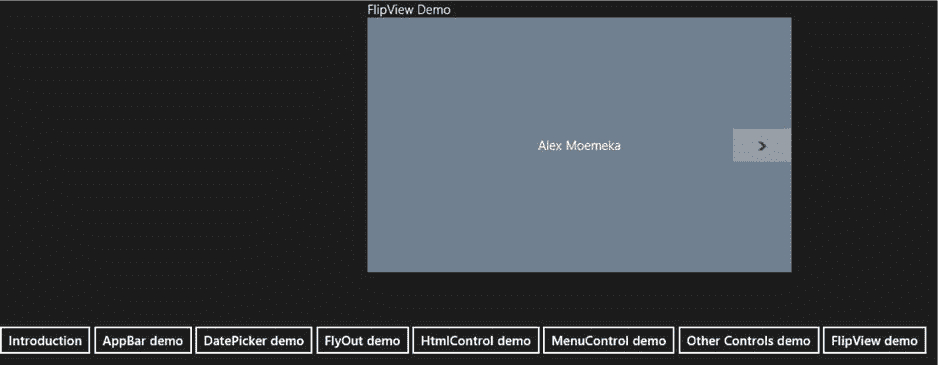 FlipView Demo
Alex Moemeka
Introduction AppBar demo DatePicker demo FlyOut demo HtmlControl demo MenuControl demo Other Controls demo FlipView demo